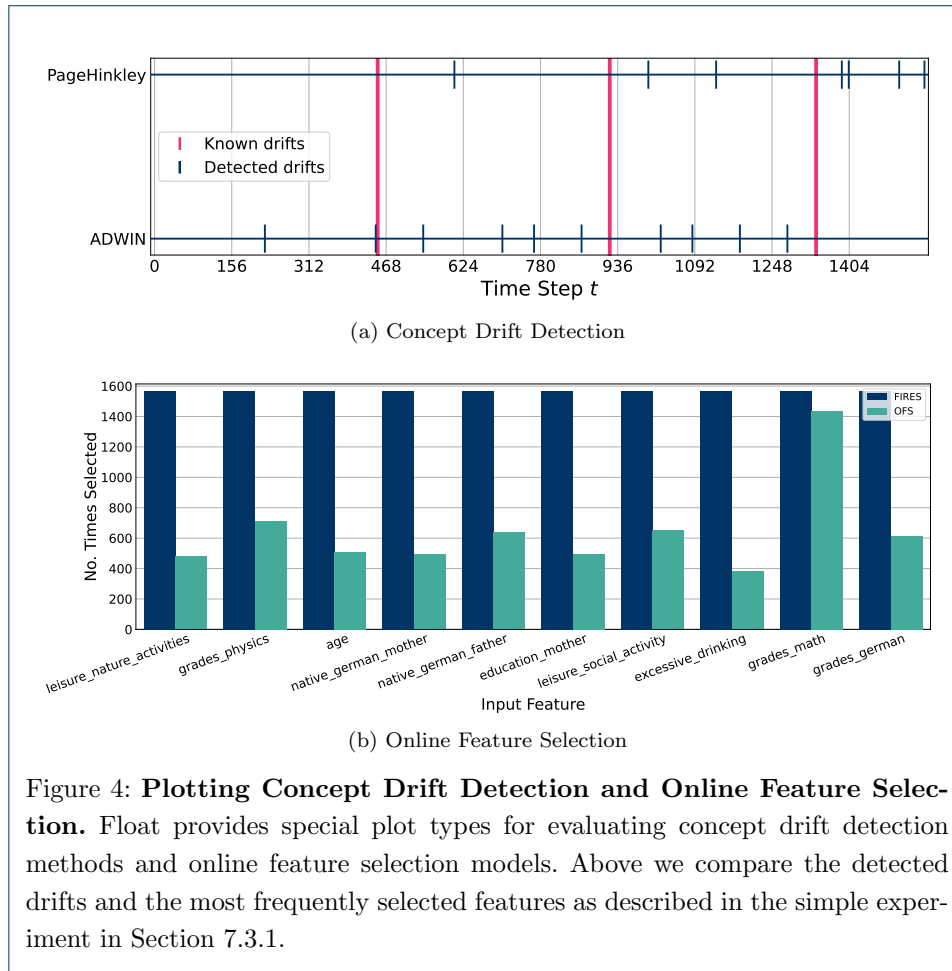 PageHinkley
Known drifts
Detected drifts
ADWIN
0 156 312 468 624 780 936 1092 1248 1404
Time Step t
(a) Concept Drift Detection
1600
1400
1200
1000
800
600
400
200
0
No. Times Selected
FIRES
OFS
leisure_nature_activities
grades_physics
age
native_german_mother
native_german_father
education_mother
leisure_social_activity
excessive_drinking
grades_math
grades_german
Input Feature
(b) Online Feature Selection
Figure 4: Plotting Concept Drift Detection and Online Feature Selec-
tion. Float provides special plot types for evaluating concept drift detection
methods and online feature selection models. Above we compare the detected
drifts and the most frequently selected features as described in the simple exper-
iment in Section 7.3.1.